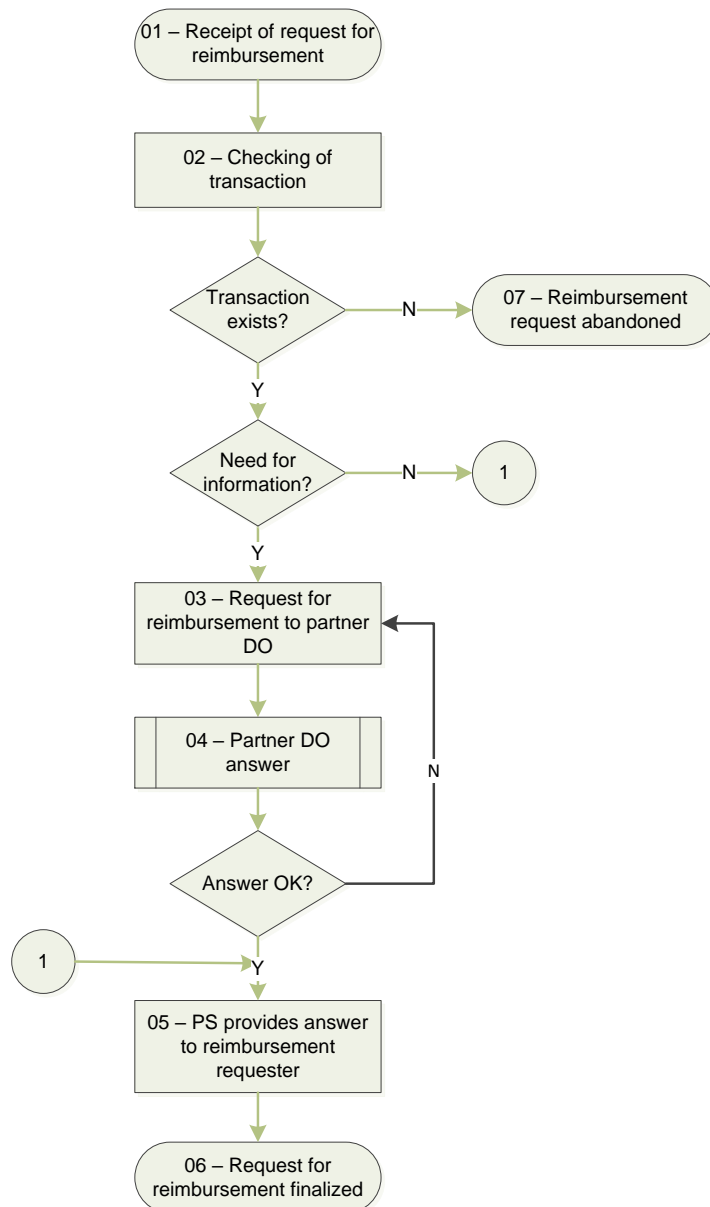 01 – Receipt of request for
reimbursement
02 – Checking of
transaction
Transaction
exists?
N
07 – Reimbursement
request abandoned
Y
Need for
information?
N
1
Y
03 – Request for
reimbursement to partner
DO
04 – Partner DO
answer
N
Answer OK?
1
Y
05 – PS provides answer
to reimbursement
requester
06 – Request for
reimbursement finalized